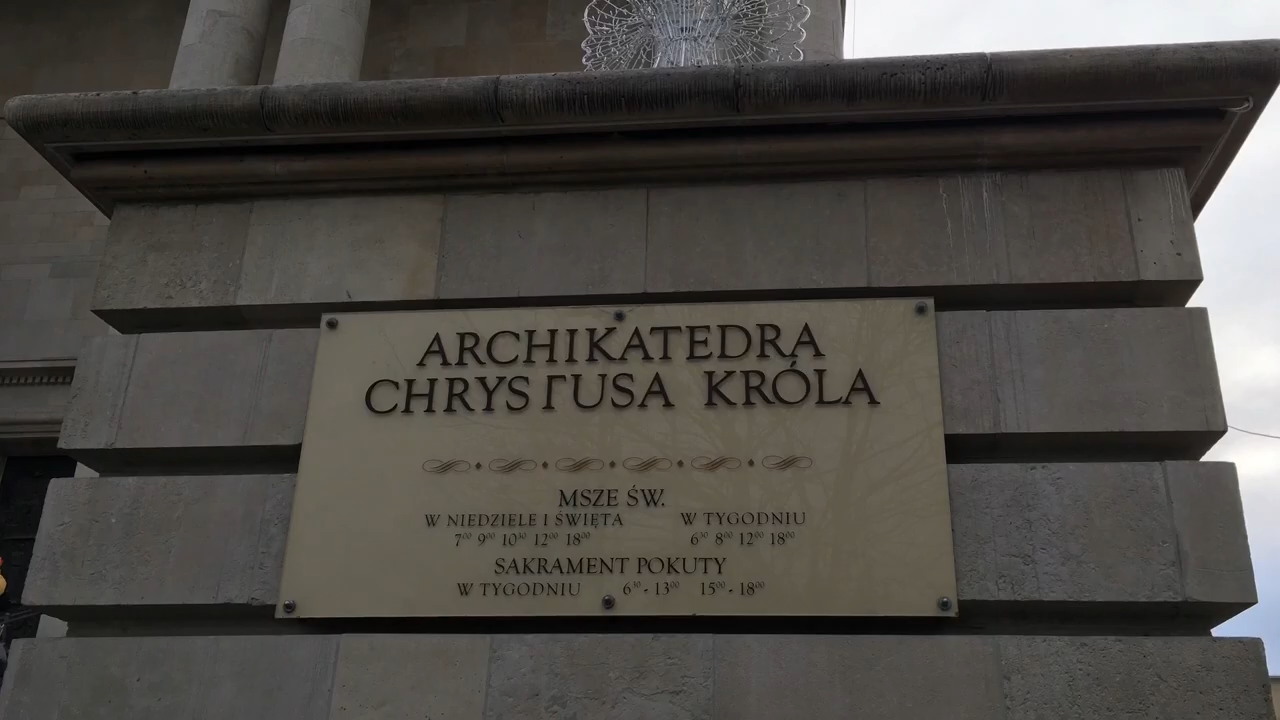 ARCHIKATEDRA
CHRYSTUSA KRÓLA
MSZE ŚW.
W NIEDZIELE I ŚWIĘTA W TYGODNIU
7⁰⁰ 9⁰⁰ 10³⁰ 12⁰⁰ 18⁰⁰ 6³⁰ 8⁰⁰ 12⁰⁰ 18⁰⁰
SAKRAMENT POKUTY
W TYGODNIU 6³⁰ - 13⁰⁰ 15⁰⁰ - 18⁰⁰